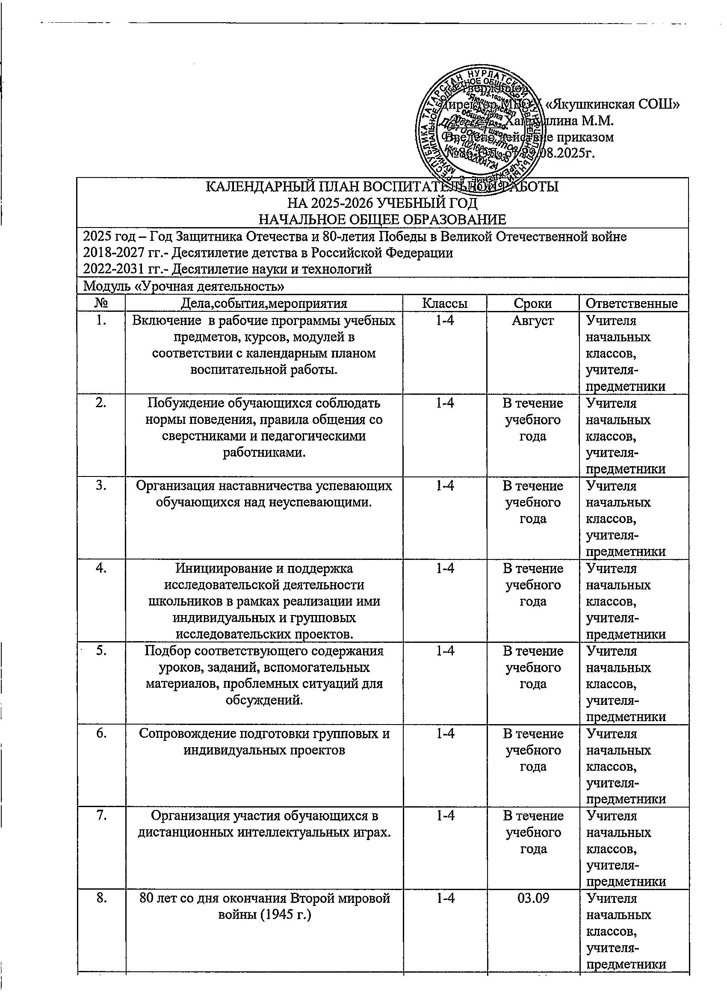 «Якушкинская СОШ»
М.М.
приказом
.08.2025г.
РЕСПУБЛИКА ТАТАРСТАН НУРЛАТСКИЙ МУНИЦИПАЛЬНЫЙ
КАЛЕНДАРНЫЙ ПЛАН ВОСПИТАТЕЛЬНОЙ РАБОТЫ
НА 2025-2026 УЧЕБНЫЙ ГОД
НАЧАЛЬНОЕ ОБЩЕЕ ОБРАЗОВАНИЕ
2025 год – Год Защитника Отечества и 80-летия Победы в Великой Отечественной войне
2018-2027 гг.- Десятилетие детства в Российской Федерации
2022-2031 гг.- Десятилетие науки и технологий
Модуль «Урочная деятельность»
№ Дела,события,мероприятия Классы Сроки Ответственные
1. Включение в рабочие программы учебных 1-4 Август Учителя
предметов, курсов, модулей в начальных
соответствии с календарным планом классов,
воспитательной работы. учителя-
предметники
2. Побуждение обучающихся соблюдать 1-4 В течение Учителя
нормы поведения, правила общения со учебного начальных
сверстниками и педагогическими года классов,
работниками. учителя-
предметники
3. Организация наставничества успевающих 1-4 В течение Учителя
обучающихся над неуспевающими. учебного начальных
года классов,
учителя-
предметники
4. Инициирование и поддержка 1-4 В течение Учителя
исследовательской деятельности учебного начальных
школьников в рамках реализации ими года классов,
индивидуальных и групповых учителя-
исследовательских проектов. предметники
5. Подбор соответствующего содержания 1-4 В течение Учителя
уроков, заданий, вспомогательных учебного начальных
материалов, проблемных ситуаций для года классов,
обсуждений. учителя-
предметники
6. Сопровождение подготовки групповых и 1-4 В течение Учителя
индивидуальных проектов учебного начальных
года классов,
учителя-
предметники
7. Организация участия обучающихся в 1-4 В течение Учителя
дистанционных интеллектуальных играх. учебного начальных
года классов,
учителя-
предметники
8. 80 лет со дня окончания Второй мировой 1-4 03.09 Учителя
войны (1945 г.) начальных
классов,
учителя-
предметники